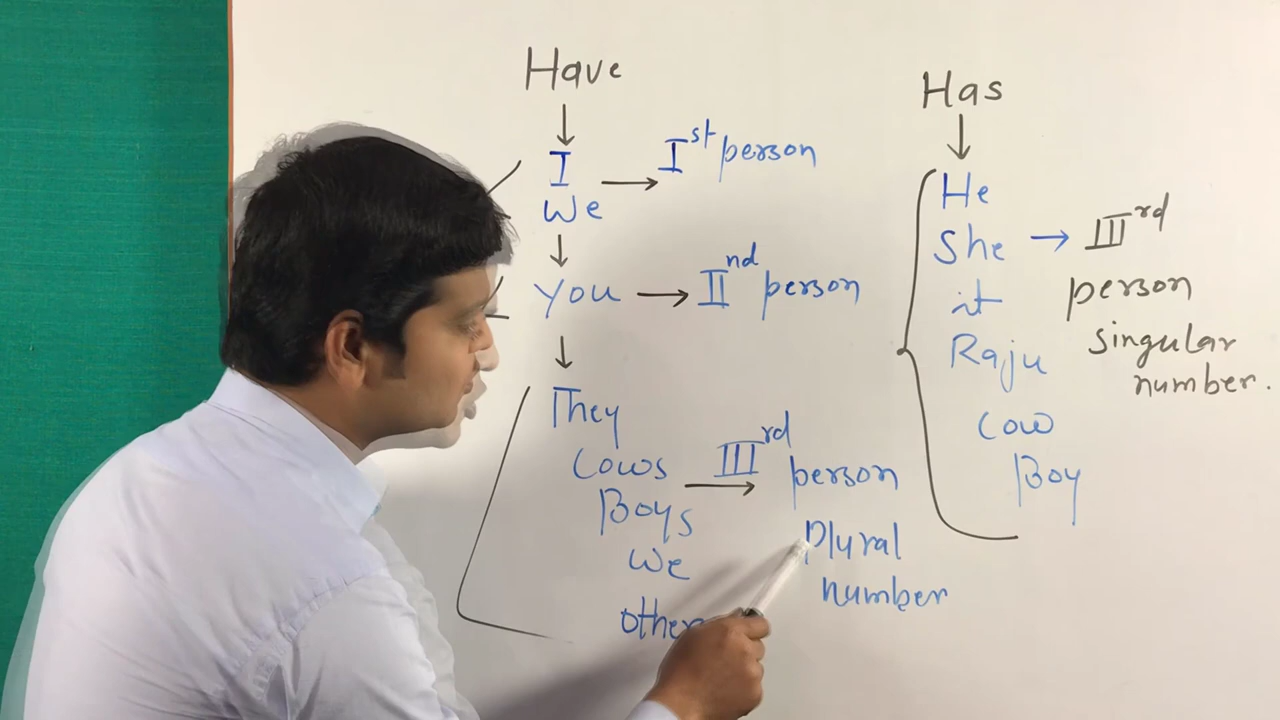 Have
I → Ist person
We
You → IInd person
They
Cows
Boys → IIIrd person
We
Plural
number
Has
He
She → IIIrd
it
person
Raju
singular
number.
Cow
Boy